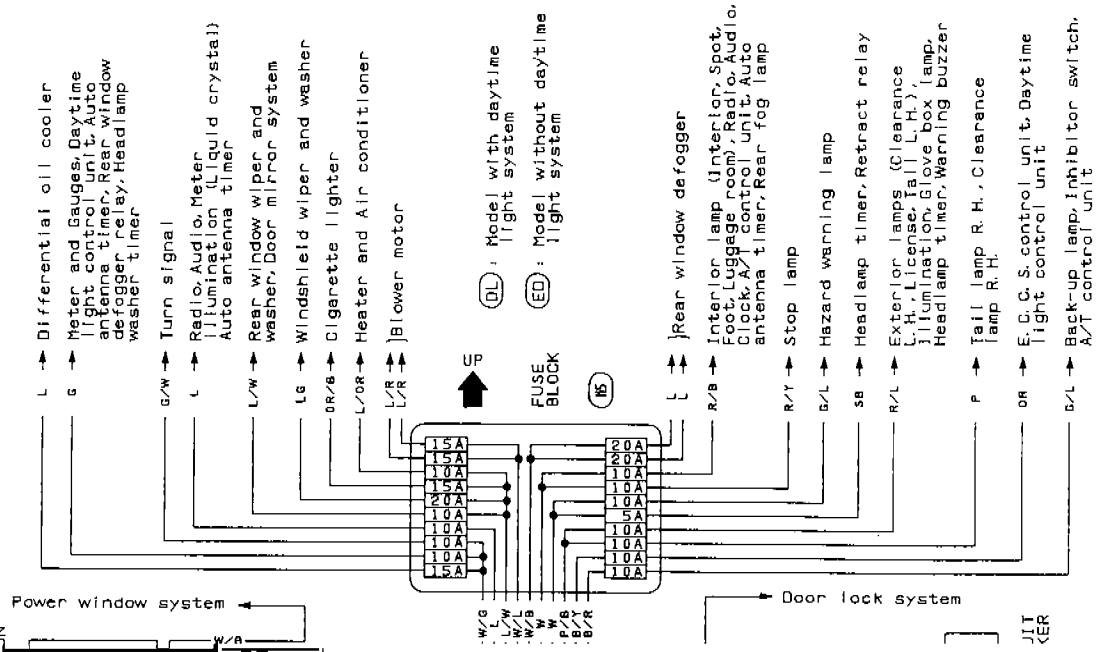 L Differential oil cooler
G Meter and Gauges, Daytime
light control unit, Auto
antenna timer, Rear window
defogger relay, Headlamp
washer timer
G/W Turn signal
L Radio, Audio, Meter
illumination (Liquid crystal)
Auto antenna timer
L/W Rear window wiper and
washer, Door mirror system
LG Windshield wiper and washer
OR/B Cigarette lighter
L/OR Heater and Air conditioner
L/R
L/R
}Blower motor
UP
FUSE
BLOCK
MS
DL : Model with daytime
light system
ED : Model without daytime
light system
L
L
}Rear window defogger
R/B Interior lamp (Interior, Spot,
Foot, Luggage room), Radio, Audio,
Clock, A/T control unit, Auto
antenna timer, Rear fog lamp
R/Y Stop lamp
G/L Hazard warning lamp
SB Headlamp timer, Retract relay
R/L Exterior lamps (Clearance
L.H., License, Tail L.H.),
Illumination, Glove box lamp,
Headlamp timer, Warning buzzer
P Tail lamp R.H., Clearance
lamp R.H.
OR E.C.C.S. control unit, Daytime
light control unit
G/L Back-up lamp, Inhibitor switch,
A/T control unit
15A
15A
10A
15A
20A
10A
10A
10A
10A
15A
20A
20A
10A
10A
10A
5A
10A
10A
10A
10A
W/G
L
L/W
W/L
W/B
W
W
P/B
B/Y
B/R
Power window system
Door lock system